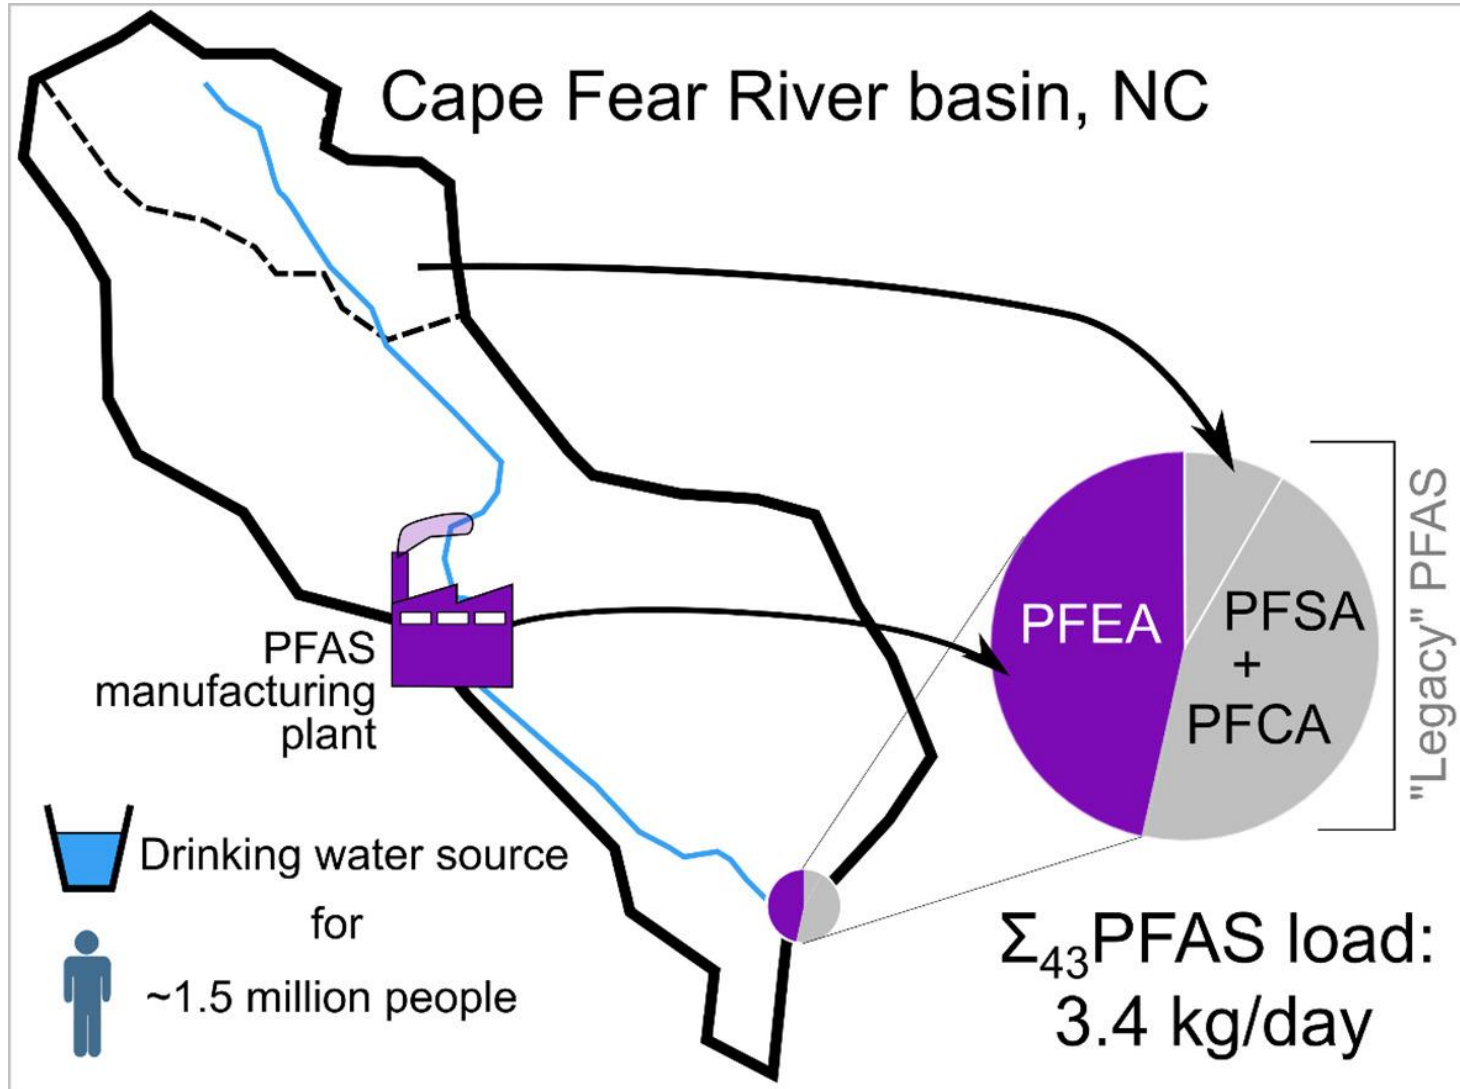 Cape Fear River basin, NC
PFEA
PFSA
+
PFCA
"Legacy" PFAS
PFAS
manufacturing
plant
Drinking water source
for
~1.5 million people
Σ43PFAS load:
3.4 kg/day